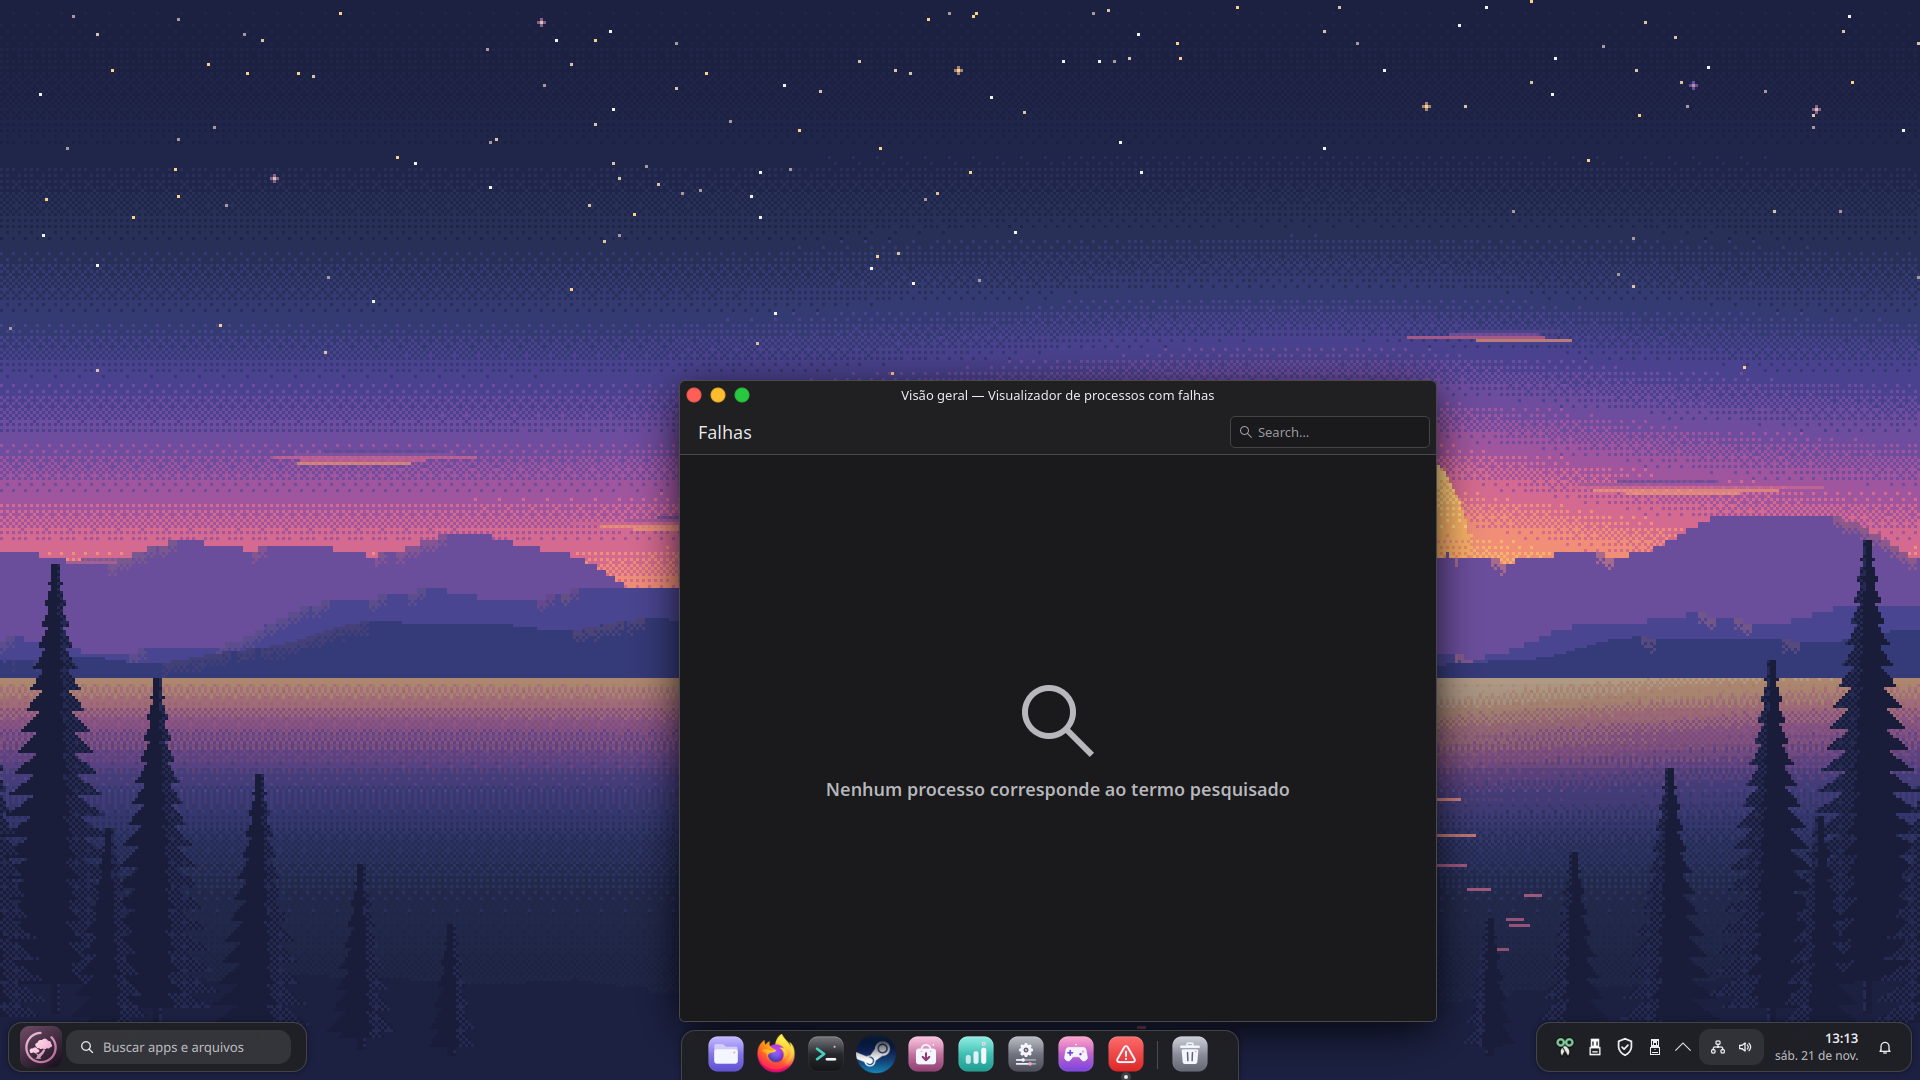 Visão geral — Visualizador de processos com falhas
Falhas
Search...
Nenhum processo corresponde ao termo pesquisado
Buscar apps e arquivos
13:13
sáb. 21 de nov.